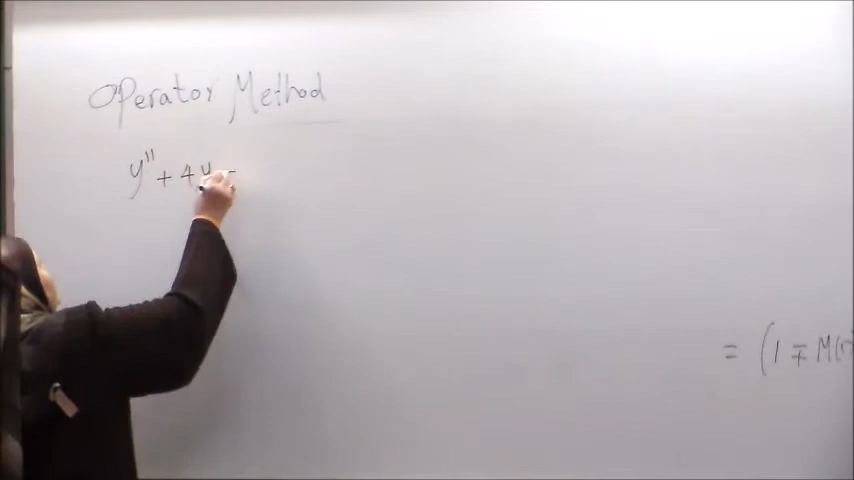 Operator Method
y'' + 4y
= (1 ∓ M(